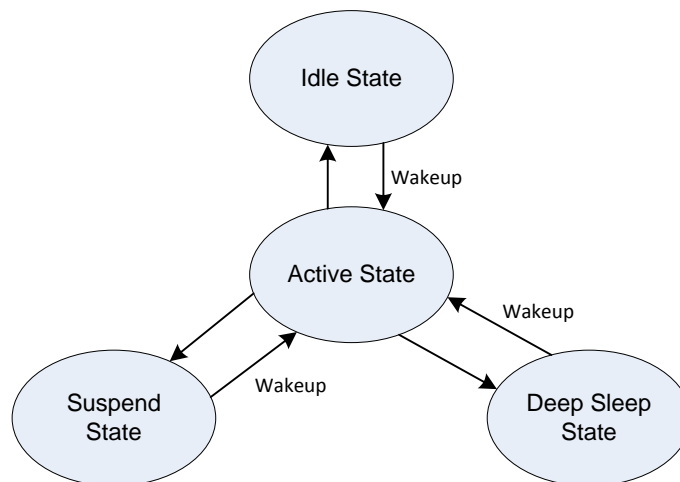 Idle State
Wakeup
Active State
Wakeup
Wakeup
Suspend
State
Deep Sleep
State